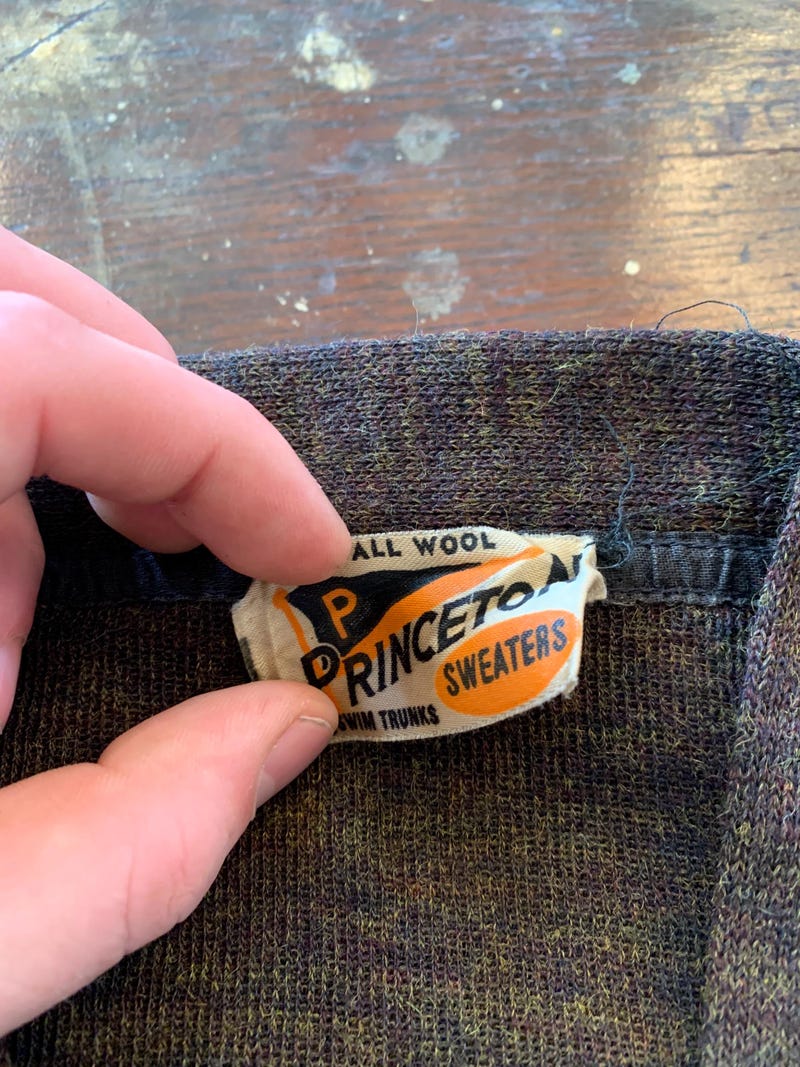 ALL WOOL
P
PRINCETON
SWEATERS
SWIM TRUNKS